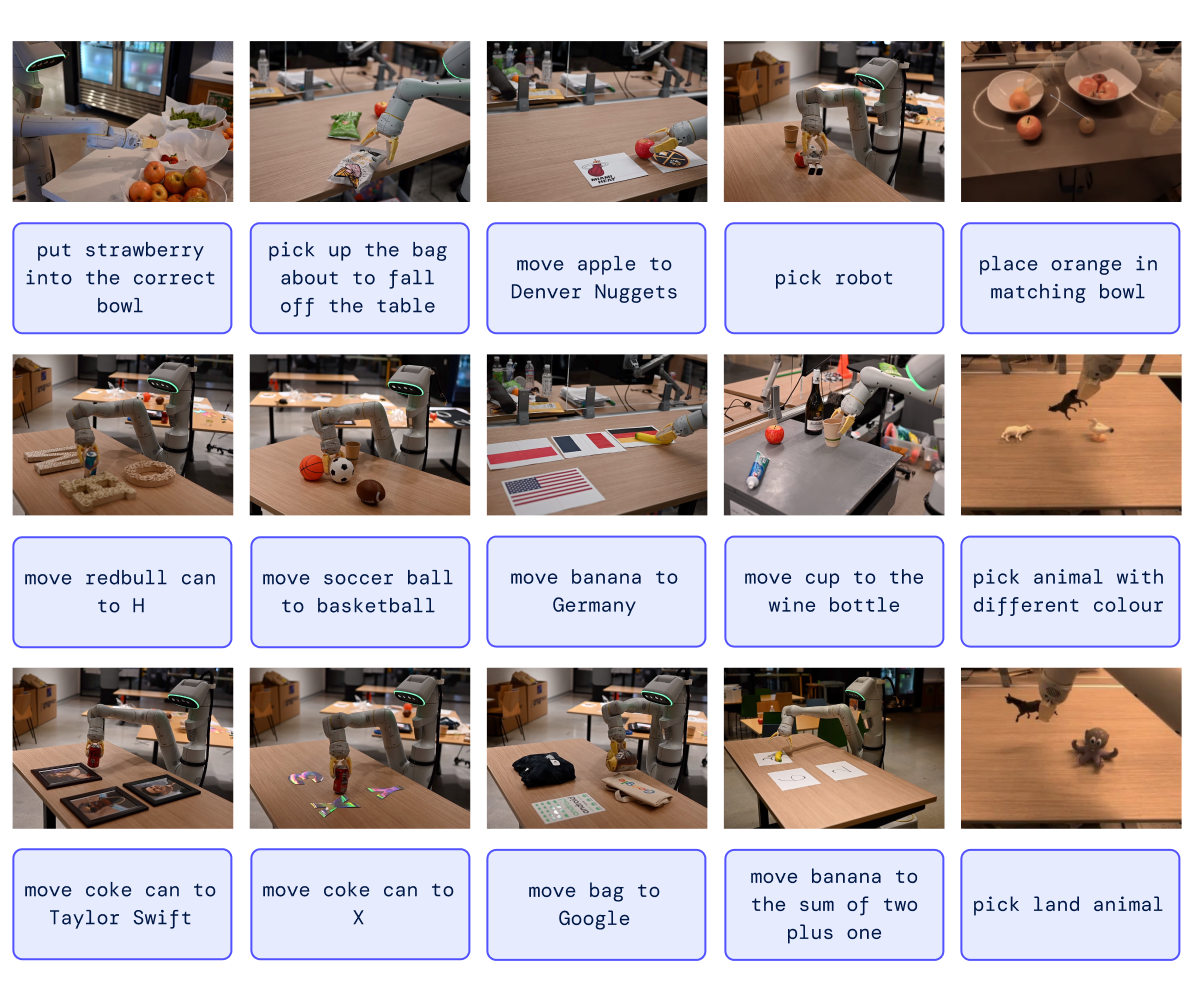 MIAMI
HEAT
put strawberry
into the correct
bowl
pick up the bag
about to fall
off the table
move apple to
Denver Nuggets
pick robot
place orange in
matching bowl
move redbull can
to H
move soccer ball
to basketball
move banana to
Germany
move cup to the
wine bottle
pick animal with
different colour
Google
android
move coke can to
Taylor Swift
move coke can to
X
move bag to
Google
move banana to
the sum of two
plus one
pick land animal